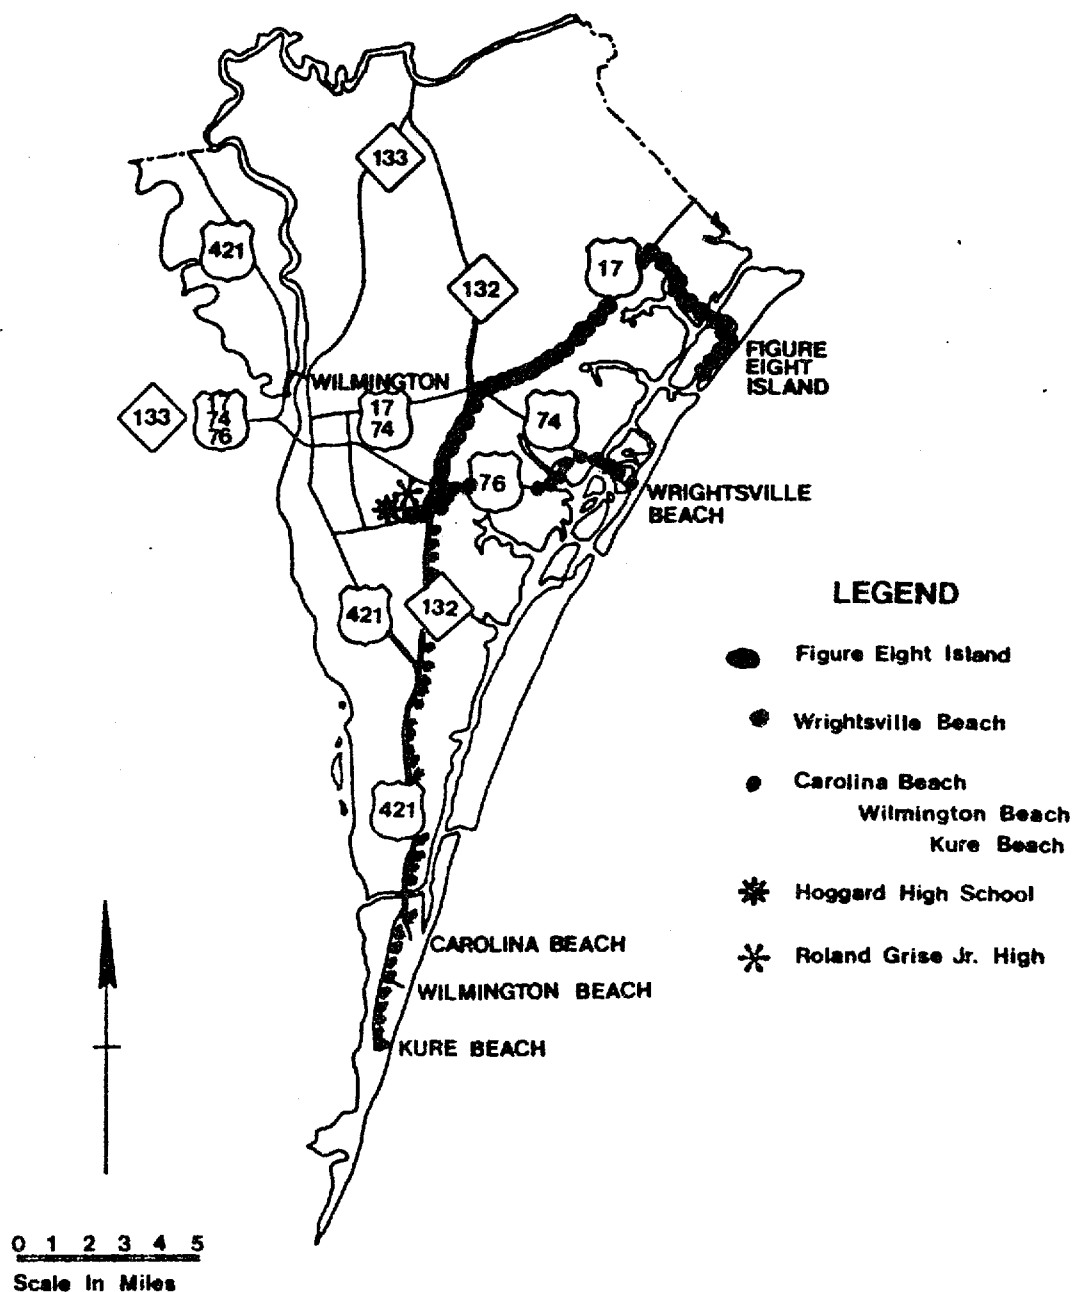 133
421
17
132
FIGURE
EIGHT
ISLAND
WILMINGTON
133
17
74
76
17
74
74
76
WRIGHTSVILLE
BEACH
421
132
421
CAROLINA BEACH
WILMINGTON BEACH
KURE BEACH
LEGEND
Figure Eight Island
Wrightsville Beach
Carolina Beach
Wilmington Beach
Kure Beach
Hoggard High School
Roland Grise Jr. High
0 1 2 3 4 5
Scale In Miles